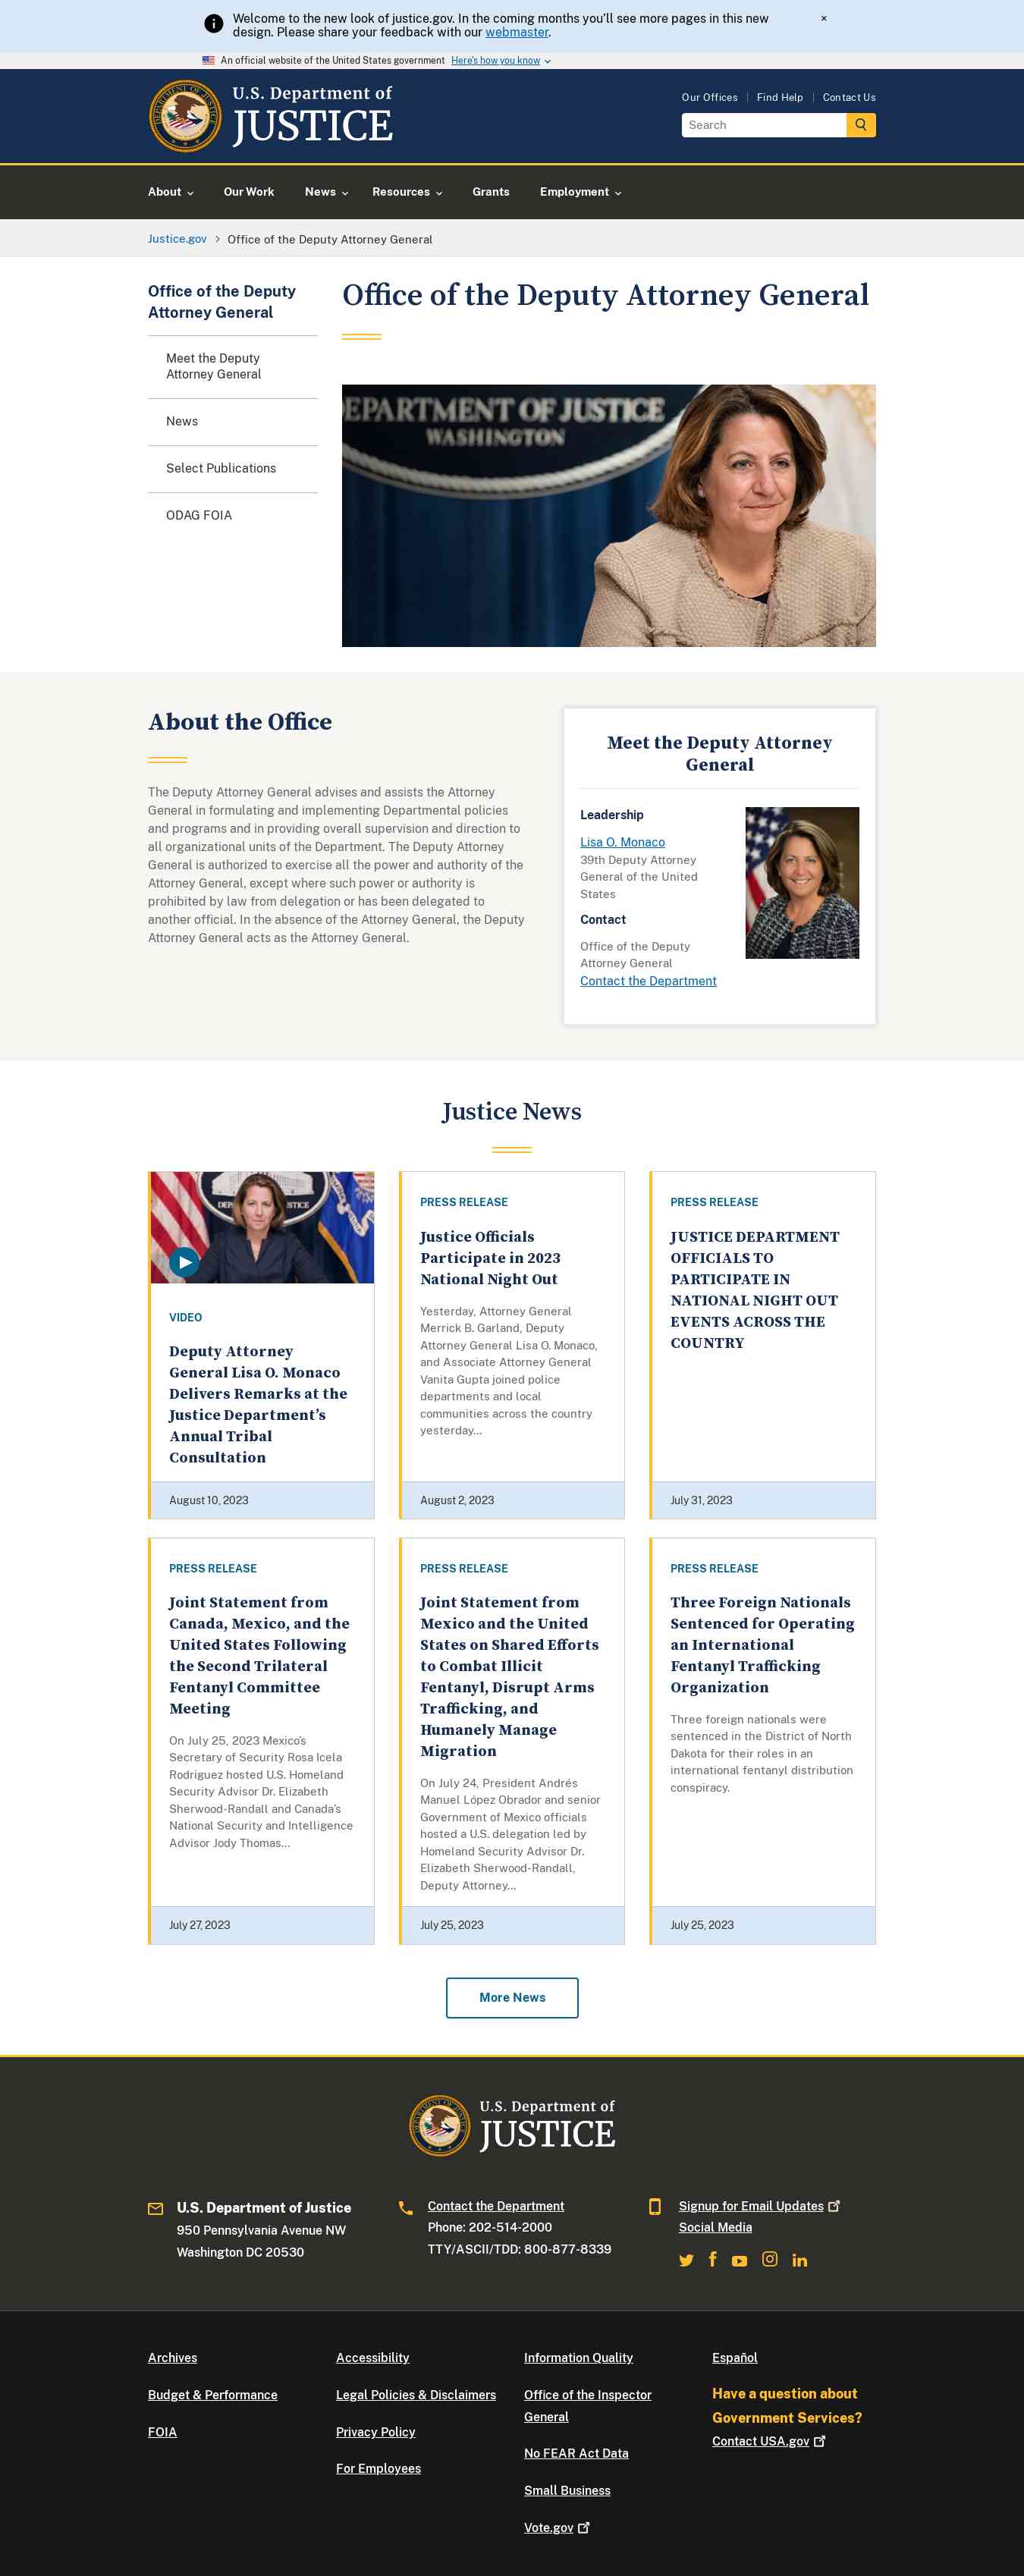 Welcome to the new look of justice.gov. In the coming months you’ll see more pages in this new
design. Please share your feedback with our webmaster.
×
An official website of the United States government Here's how you know
U.S. Department of
JUSTICE
Our Offices
Find Help
Contact Us
Search
About
Our Work
News
Resources
Grants
Employment
Justice.gov
Office of the Deputy Attorney General
Office of the Deputy
Attorney General
Meet the Deputy
Attorney General
News
Select Publications
ODAG FOIA
Office of the Deputy Attorney General
DEPARTMENT OF JUSTICE
WASHINGTON
About the Office
The Deputy Attorney General advises and assists the Attorney
General in formulating and implementing Departmental policies
and programs and in providing overall supervision and direction to
all organizational units of the Department. The Deputy Attorney
General is authorized to exercise all the power and authority of the
Attorney General, except where such power or authority is
prohibited by law from delegation or has been delegated to
another official. In the absence of the Attorney General, the Deputy
Attorney General acts as the Attorney General.
Meet the Deputy Attorney
General
Leadership
Lisa O. Monaco
39th Deputy Attorney
General of the United
States
Contact
Office of the Deputy
Attorney General
Contact the Department
Justice News
VIDEO
Deputy Attorney
General Lisa O. Monaco
Delivers Remarks at the
Justice Department’s
Annual Tribal
Consultation
August 10, 2023
PRESS RELEASE
Justice Officials
Participate in 2023
National Night Out
Yesterday, Attorney General
Merrick B. Garland, Deputy
Attorney General Lisa O. Monaco,
and Associate Attorney General
Vanita Gupta joined police
departments and local
communities across the country
yesterday...
August 2, 2023
PRESS RELEASE
JUSTICE DEPARTMENT
OFFICIALS TO
PARTICIPATE IN
NATIONAL NIGHT OUT
EVENTS ACROSS THE
COUNTRY
July 31, 2023
PRESS RELEASE
Joint Statement from
Canada, Mexico, and the
United States Following
the Second Trilateral
Fentanyl Committee
Meeting
On July 25, 2023 Mexico’s
Secretary of Security Rosa Icela
Rodriguez hosted U.S. Homeland
Security Advisor Dr. Elizabeth
Sherwood-Randall and Canada’s
National Security and Intelligence
Advisor Jody Thomas...
July 27, 2023
PRESS RELEASE
Joint Statement from
Mexico and the United
States on Shared Efforts
to Combat Illicit
Fentanyl, Disrupt Arms
Trafficking, and
Humanely Manage
Migration
On July 24, President Andrés
Manuel López Obrador and senior
Government of Mexico officials
hosted a U.S. delegation led by
Homeland Security Advisor Dr.
Elizabeth Sherwood-Randall,
Deputy Attorney...
July 25, 2023
PRESS RELEASE
Three Foreign Nationals
Sentenced for Operating
an International
Fentanyl Trafficking
Organization
Three foreign nationals were
sentenced in the District of North
Dakota for their roles in an
international fentanyl distribution
conspiracy.
July 25, 2023
More News
U.S. Department of
JUSTICE
U.S. Department of Justice
950 Pennsylvania Avenue NW
Washington DC 20530
Contact the Department
Phone: 202-514-2000
TTY/ASCII/TDD: 800-877-8339
Signup for Email Updates
Social Media
Archives
Budget & Performance
FOIA
Accessibility
Legal Policies & Disclaimers
Privacy Policy
For Employees
Information Quality
Office of the Inspector
General
No FEAR Act Data
Small Business
Vote.gov
Español
Have a question about
Government Services?
Contact USA.gov